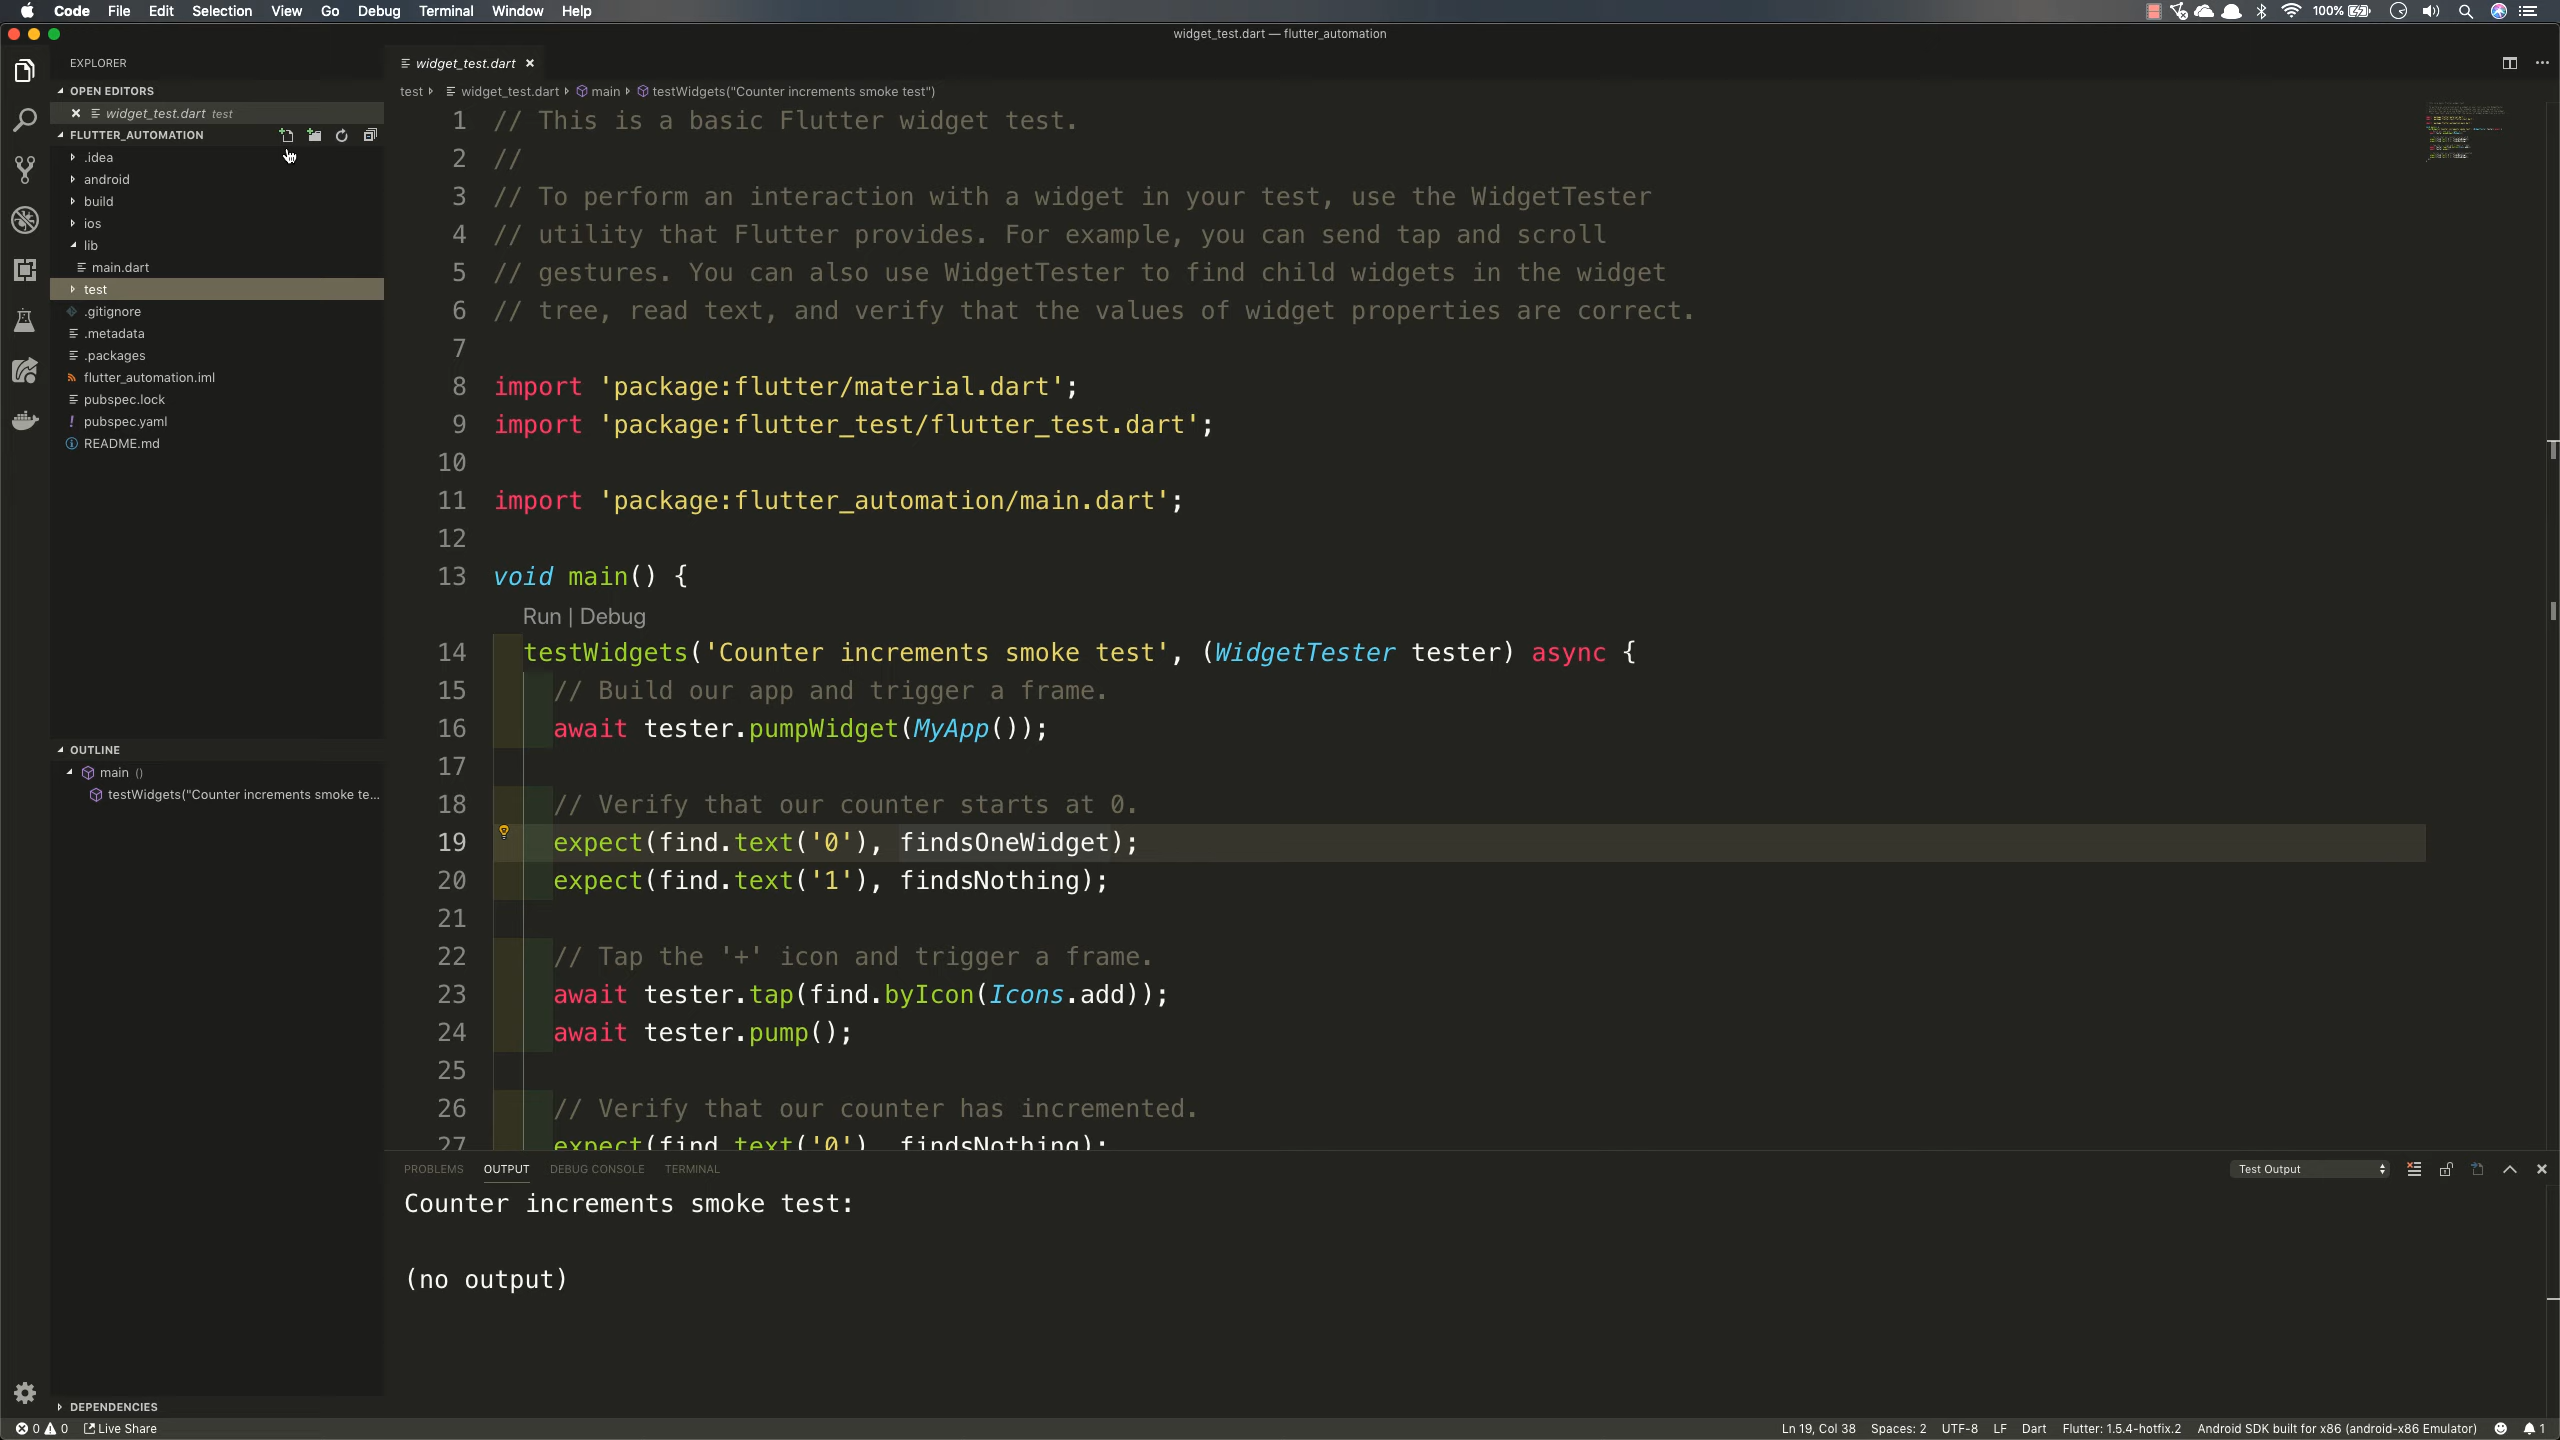 Code File Edit Selection View Go Debug Terminal Window Help
100%
widget_test.dart — flutter_automation
EXPLORER
OPEN EDITORS
widget_test.dart test
FLUTTER_AUTOMATION
.idea
android
build
ios
lib
main.dart
test
.gitignore
.metadata
.packages
flutter_automation.iml
pubspec.lock
pubspec.yaml
README.md
OUTLINE
main ()
testWidgets("Counter increments smoke te...
DEPENDENCIES
widget_test.dart
test widget_test.dart main testWidgets("Counter increments smoke test")
1 // This is a basic Flutter widget test.
2 //
3 // To perform an interaction with a widget in your test, use the WidgetTester
4 // utility that Flutter provides. For example, you can send tap and scroll
5 // gestures. You can also use WidgetTester to find child widgets in the widget
6 // tree, read text, and verify that the values of widget properties are correct.
7
8 import 'package:flutter/material.dart';
9 import 'package:flutter_test/flutter_test.dart';
10
11 import 'package:flutter_automation/main.dart';
12
13 void main() {
Run | Debug
14 testWidgets('Counter increments smoke test', (WidgetTester tester) async {
15 // Build our app and trigger a frame.
16 await tester.pumpWidget(MyApp());
17
18 // Verify that our counter starts at 0.
19 expect(find.text('0'), findsOneWidget);
20 expect(find.text('1'), findsNothing);
21
22 // Tap the '+' icon and trigger a frame.
23 await tester.tap(find.byIcon(Icons.add));
24 await tester.pump();
25
26 // Verify that our counter has incremented.
27 expect(find.text('0'), findsNothing);
PROBLEMS OUTPUT DEBUG CONSOLE TERMINAL
Test Output
Counter increments smoke test:
(no output)
0 0 Live Share
Ln 19, Col 38 Spaces: 2 UTF-8 LF Dart Flutter: 1.5.4-hotfix.2 Android SDK built for x86 (android-x86 Emulator) 1